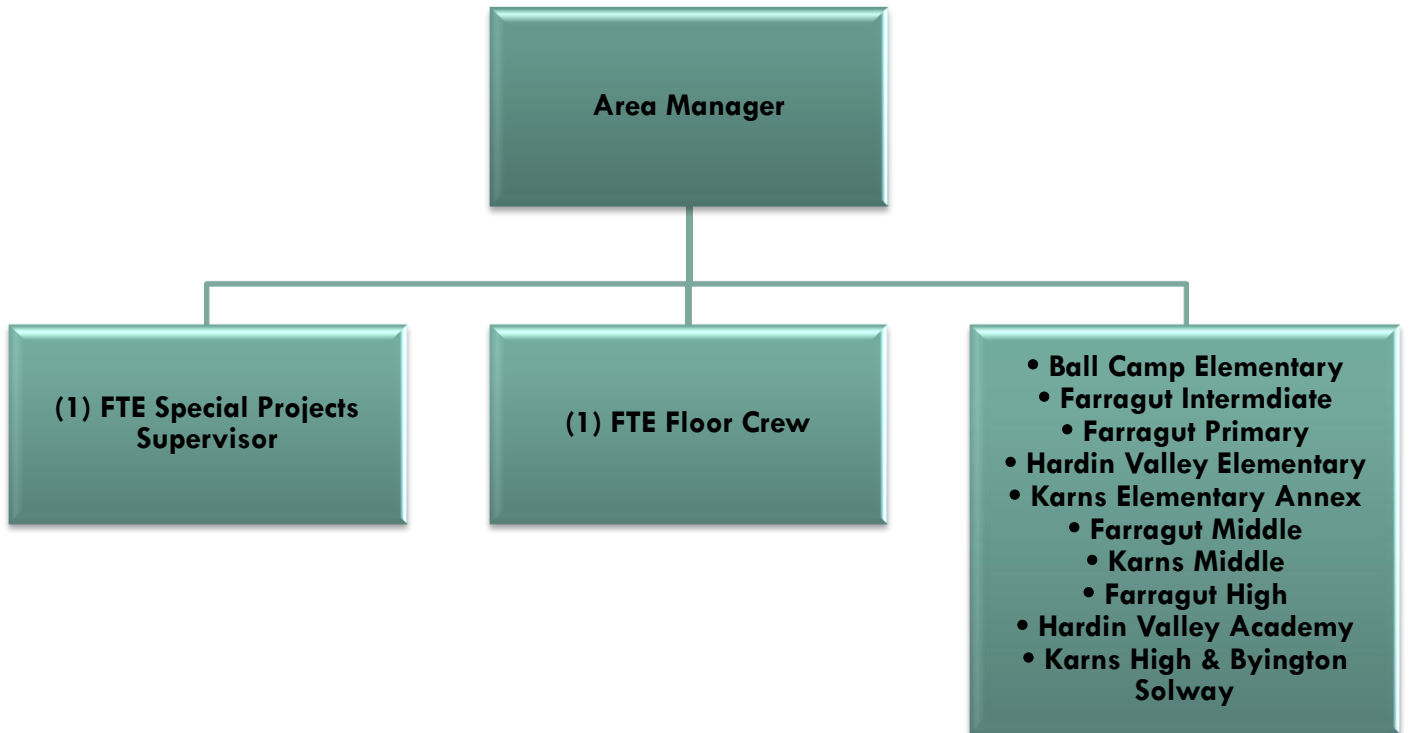 Area Manager
(1) FTE Special Projects
Supervisor
(1) FTE Floor Crew
• Ball Camp Elementary
• Farragut Intermdiate
• Farragut Primary
• Hardin Valley Elementary
• Karns Elementary Annex
• Farragut Middle
• Karns Middle
• Farragut High
• Hardin Valley Academy
• Karns High & Byington
Solway